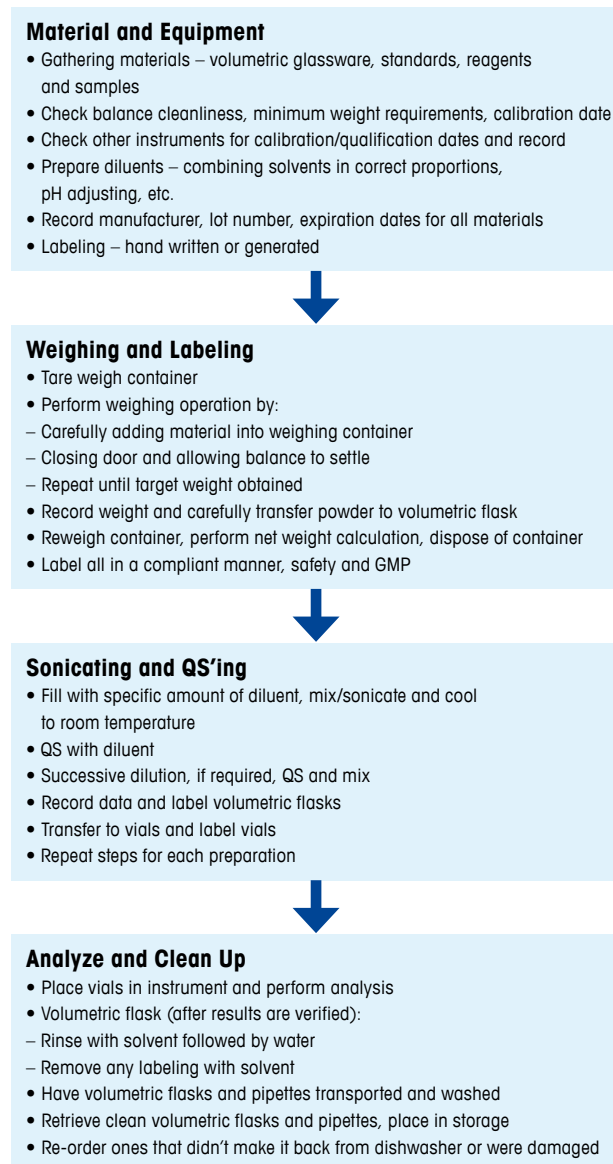 Material and Equipment
• Gathering materials – volumetric glassware, standards, reagents
and samples
• Check balance cleanliness, minimum weight requirements, calibration date
• Check other instruments for calibration/qualification dates and record
• Prepare diluents – combining solvents in correct proportions,
pH adjusting, etc.
• Record manufacturer, lot number, expiration dates for all materials
• Labeling – hand written or generated
Weighing and Labeling
• Tare weigh container
• Perform weighing operation by:
– Carefully adding material into weighing container
– Closing door and allowing balance to settle
– Repeat until target weight obtained
• Record weight and carefully transfer powder to volumetric flask
• Reweigh container, perform net weight calculation, dispose of container
• Label all in a compliant manner, safety and GMP
Sonicating and QS’ing
• Fill with specific amount of diluent, mix/sonicate and cool
to room temperature
• QS with diluent
• Successive dilution, if required, QS and mix
• Record data and label volumetric flasks
• Transfer to vials and label vials
• Repeat steps for each preparation
Analyze and Clean Up
• Place vials in instrument and perform analysis
• Volumetric flask (after results are verified):
– Rinse with solvent followed by water
– Remove any labeling with solvent
• Have volumetric flasks and pipettes transported and washed
• Retrieve clean volumetric flasks and pipettes, place in storage
• Re-order ones that didn’t make it back from dishwasher or were damaged